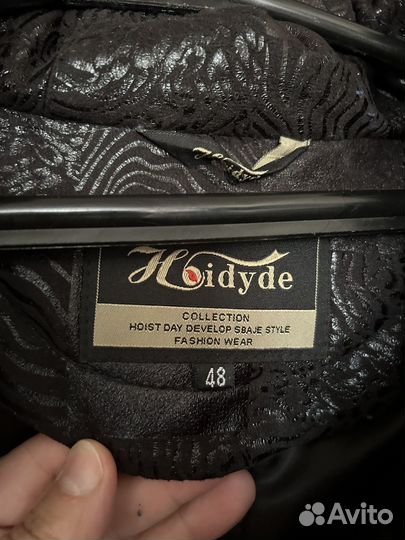 Hoidyde
COLLECTION
HOIST DAY DEVELOP SBAJE STYLE
FASHION WEAR
48
Avito